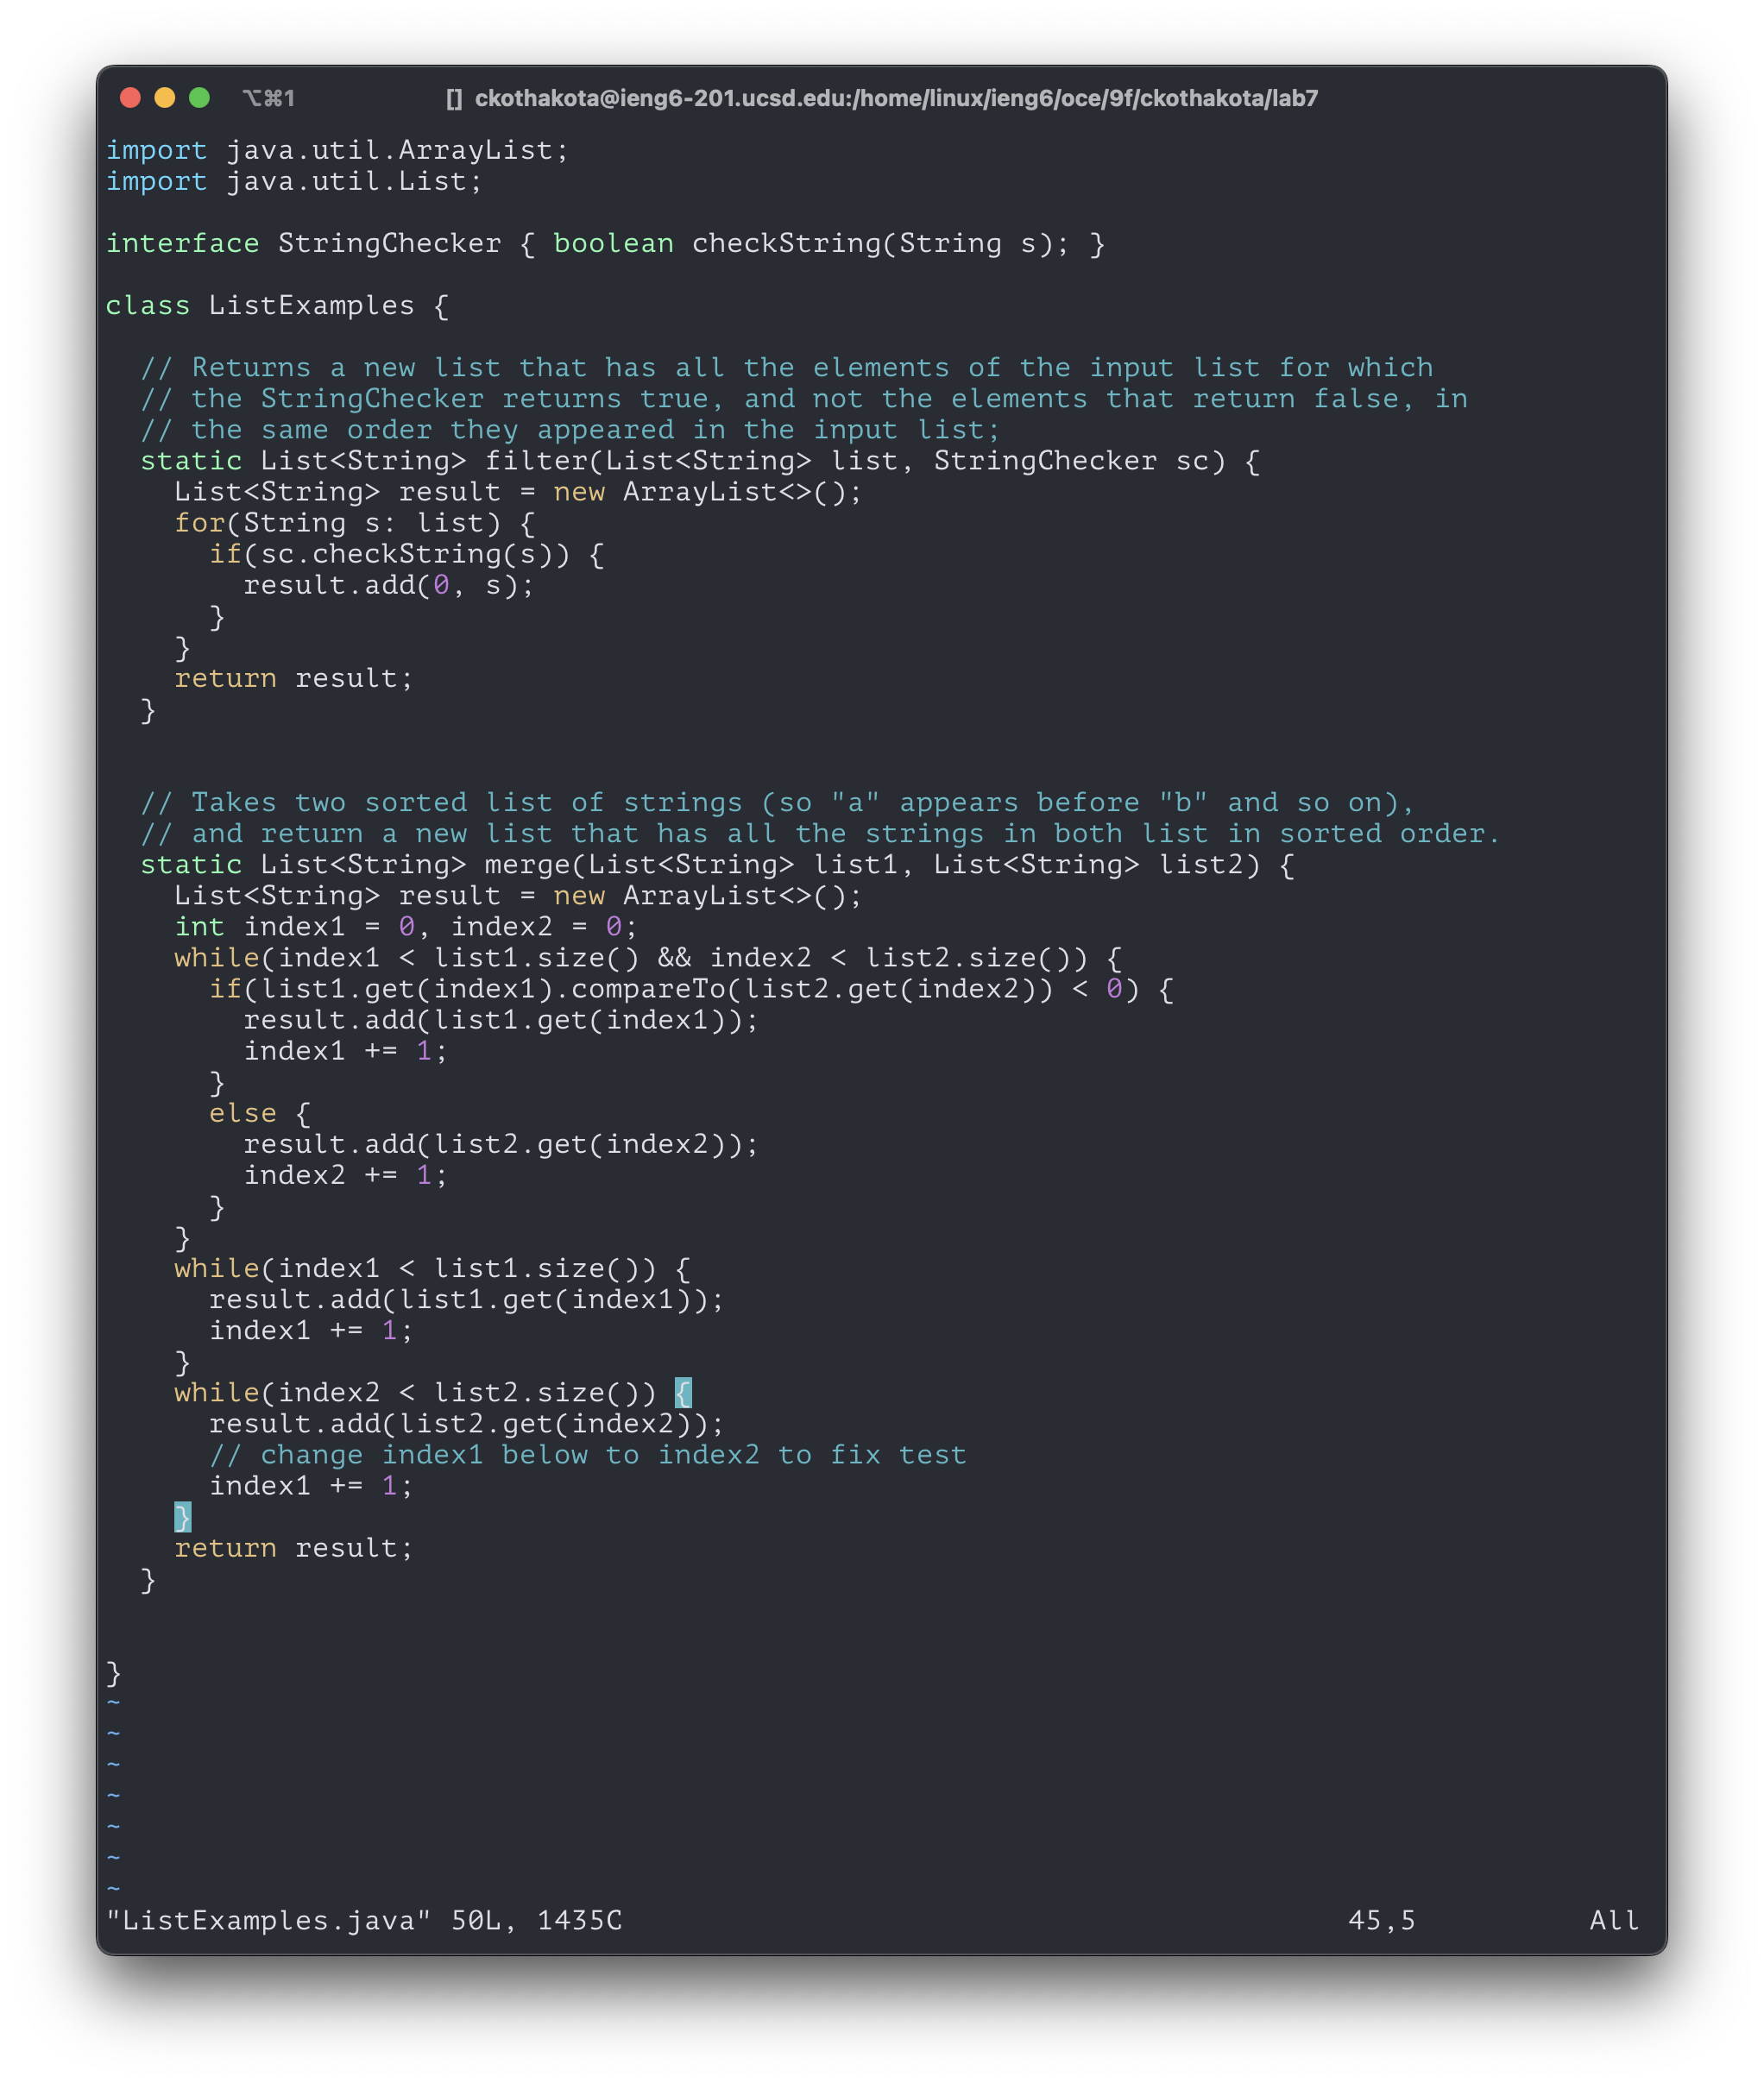 ⌥⌘1 [] ckothakota@ieng6-201.ucsd.edu:/home/linux/ieng6/oce/9f/ckothakota/lab7
import java.util.ArrayList;
import java.util.List;

interface StringChecker { boolean checkString(String s); }

class ListExamples {

  // Returns a new list that has all the elements of the input list for which
  // the StringChecker returns true, and not the elements that return false, in
  // the same order they appeared in the input list;
  static List<String> filter(List<String> list, StringChecker sc) {
    List<String> result = new ArrayList<>();
    for(String s: list) {
      if(sc.checkString(s)) {
        result.add(0, s);
      }
    }
    return result;
  }


  // Takes two sorted list of strings (so "a" appears before "b" and so on),
  // and return a new list that has all the strings in both list in sorted order.
  static List<String> merge(List<String> list1, List<String> list2) {
    List<String> result = new ArrayList<>();
    int index1 = 0, index2 = 0;
    while(index1 < list1.size() && index2 < list2.size()) {
      if(list1.get(index1).compareTo(list2.get(index2)) < 0) {
        result.add(list1.get(index1));
        index1 += 1;
      }
      else {
        result.add(list2.get(index2));
        index2 += 1;
      }
    }
    while(index1 < list1.size()) {
      result.add(list1.get(index1));
      index1 += 1;
    }
    while(index2 < list2.size()) {
      result.add(list2.get(index2));
      // change index1 below to index2 to fix test
      index1 += 1;
    }
    return result;
  }


}
~
~
~
~
~
~
~
"ListExamples.java" 50L, 1435C 45,5 All